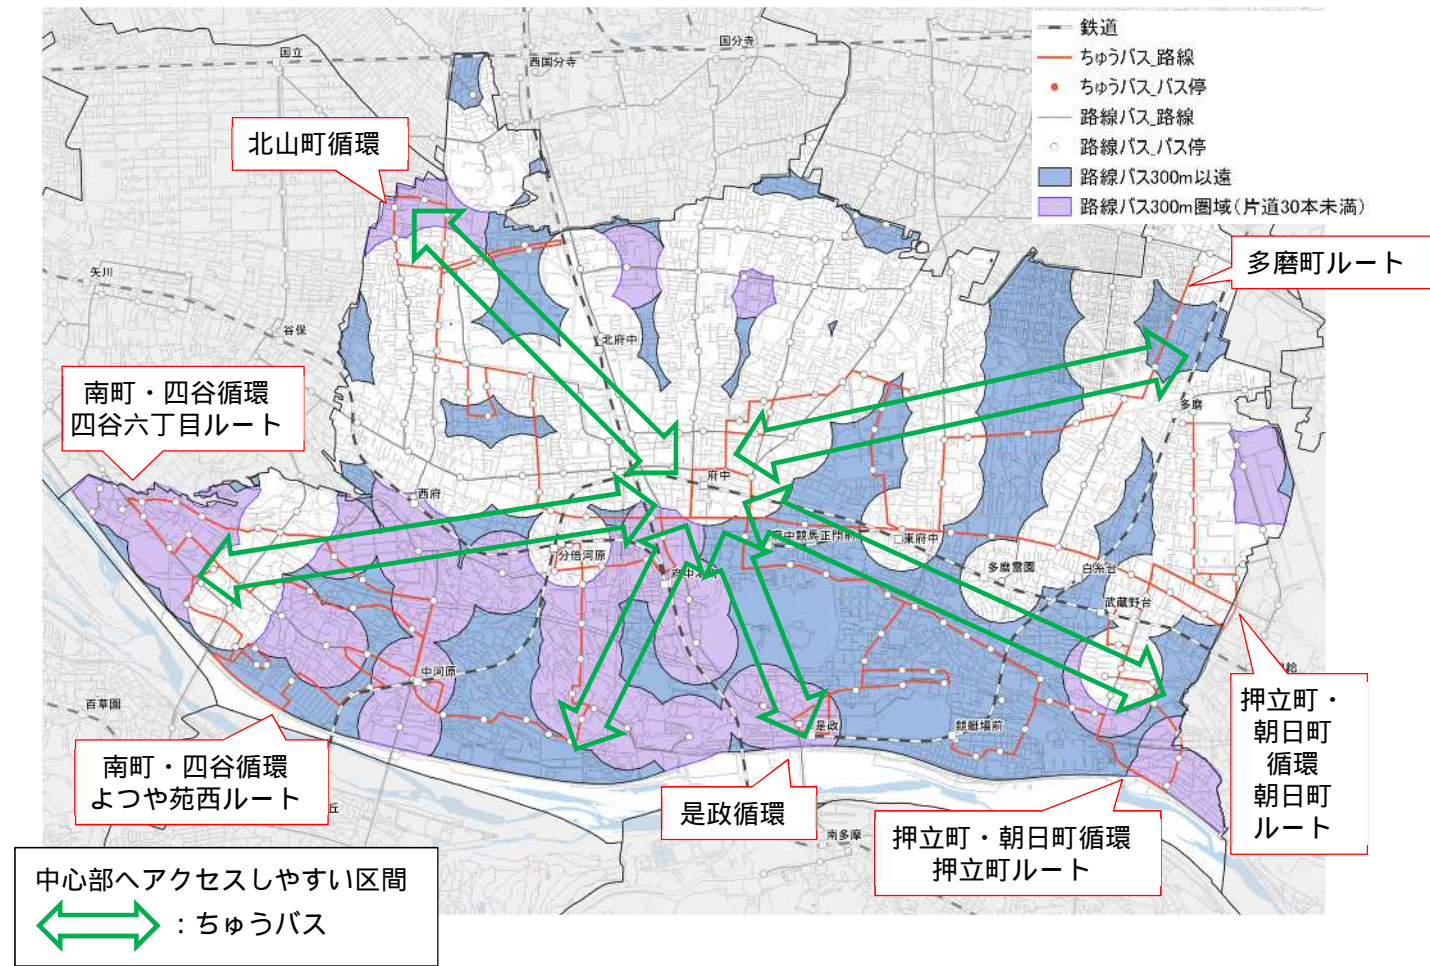 鉄道
ちゅうバス_路線
ちゅうバス_バス停
路線バス_路線
路線バス_バス停
路線バス300m以遠
路線バス300m圏域(片道30本未満)
国立
西国分寺
国分寺
北山町循環
矢川
谷保
北府中
多磨町ルート
多磨
南町・四谷循環
四谷六丁目ルート
西府
府中
分倍河原
府中競馬正門前
東府中
多磨霊園
白糸台
武蔵野台
中河原
是政
競艇場前
百草園
南多摩
南町・四谷循環
よつや苑西ルート
是政循環
押立町・朝日町循環
押立町ルート
押立町・
朝日町
循環
朝日町
ルート
中心部へアクセスしやすい区間
:ちゅうバス